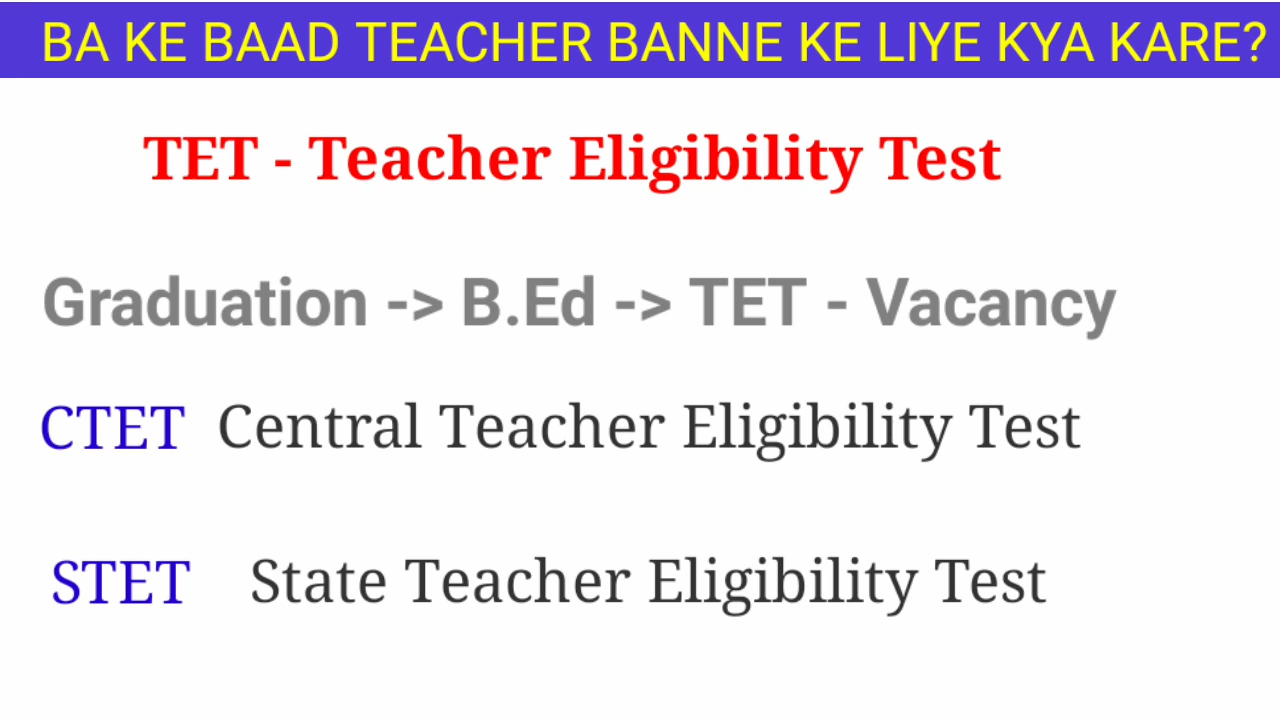 BA KE BAAD TEACHER BANNE KE LIYE KYA KARE?
TET - Teacher Eligibility Test
Graduation -> B.Ed -> TET - Vacancy
CTET Central Teacher Eligibility Test
STET State Teacher Eligibility Test